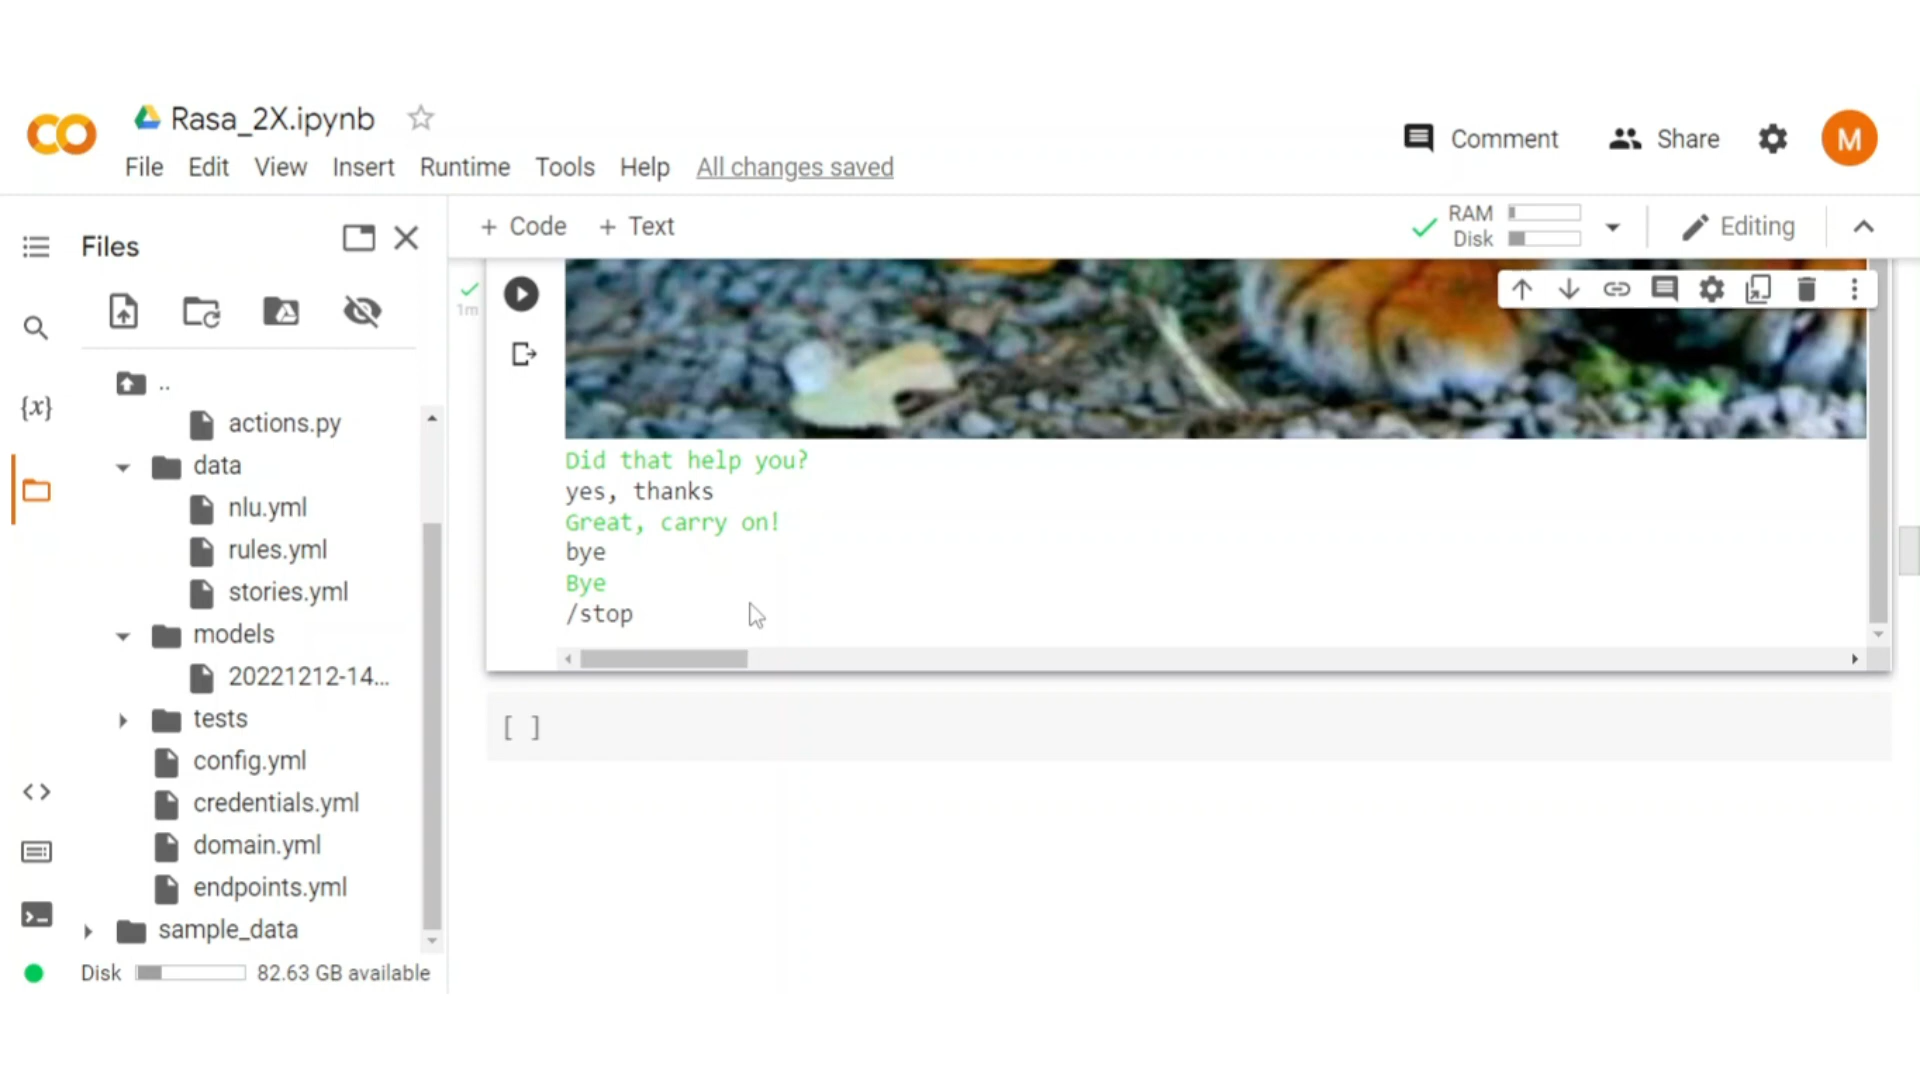 Rasa_2X.ipynb
File Edit View Insert Runtime Tools Help All changes saved
Comment Share M
Files
+ Code + Text
RAM
Disk
Editing
1m
{x}
..
actions.py
data
nlu.yml
rules.yml
stories.yml
models
20221212-14...
tests
config.yml
credentials.yml
domain.yml
endpoints.yml
sample_data
Disk 82.63 GB available
Did that help you?
yes, thanks
Great, carry on!
bye
Bye
/stop
[ ]